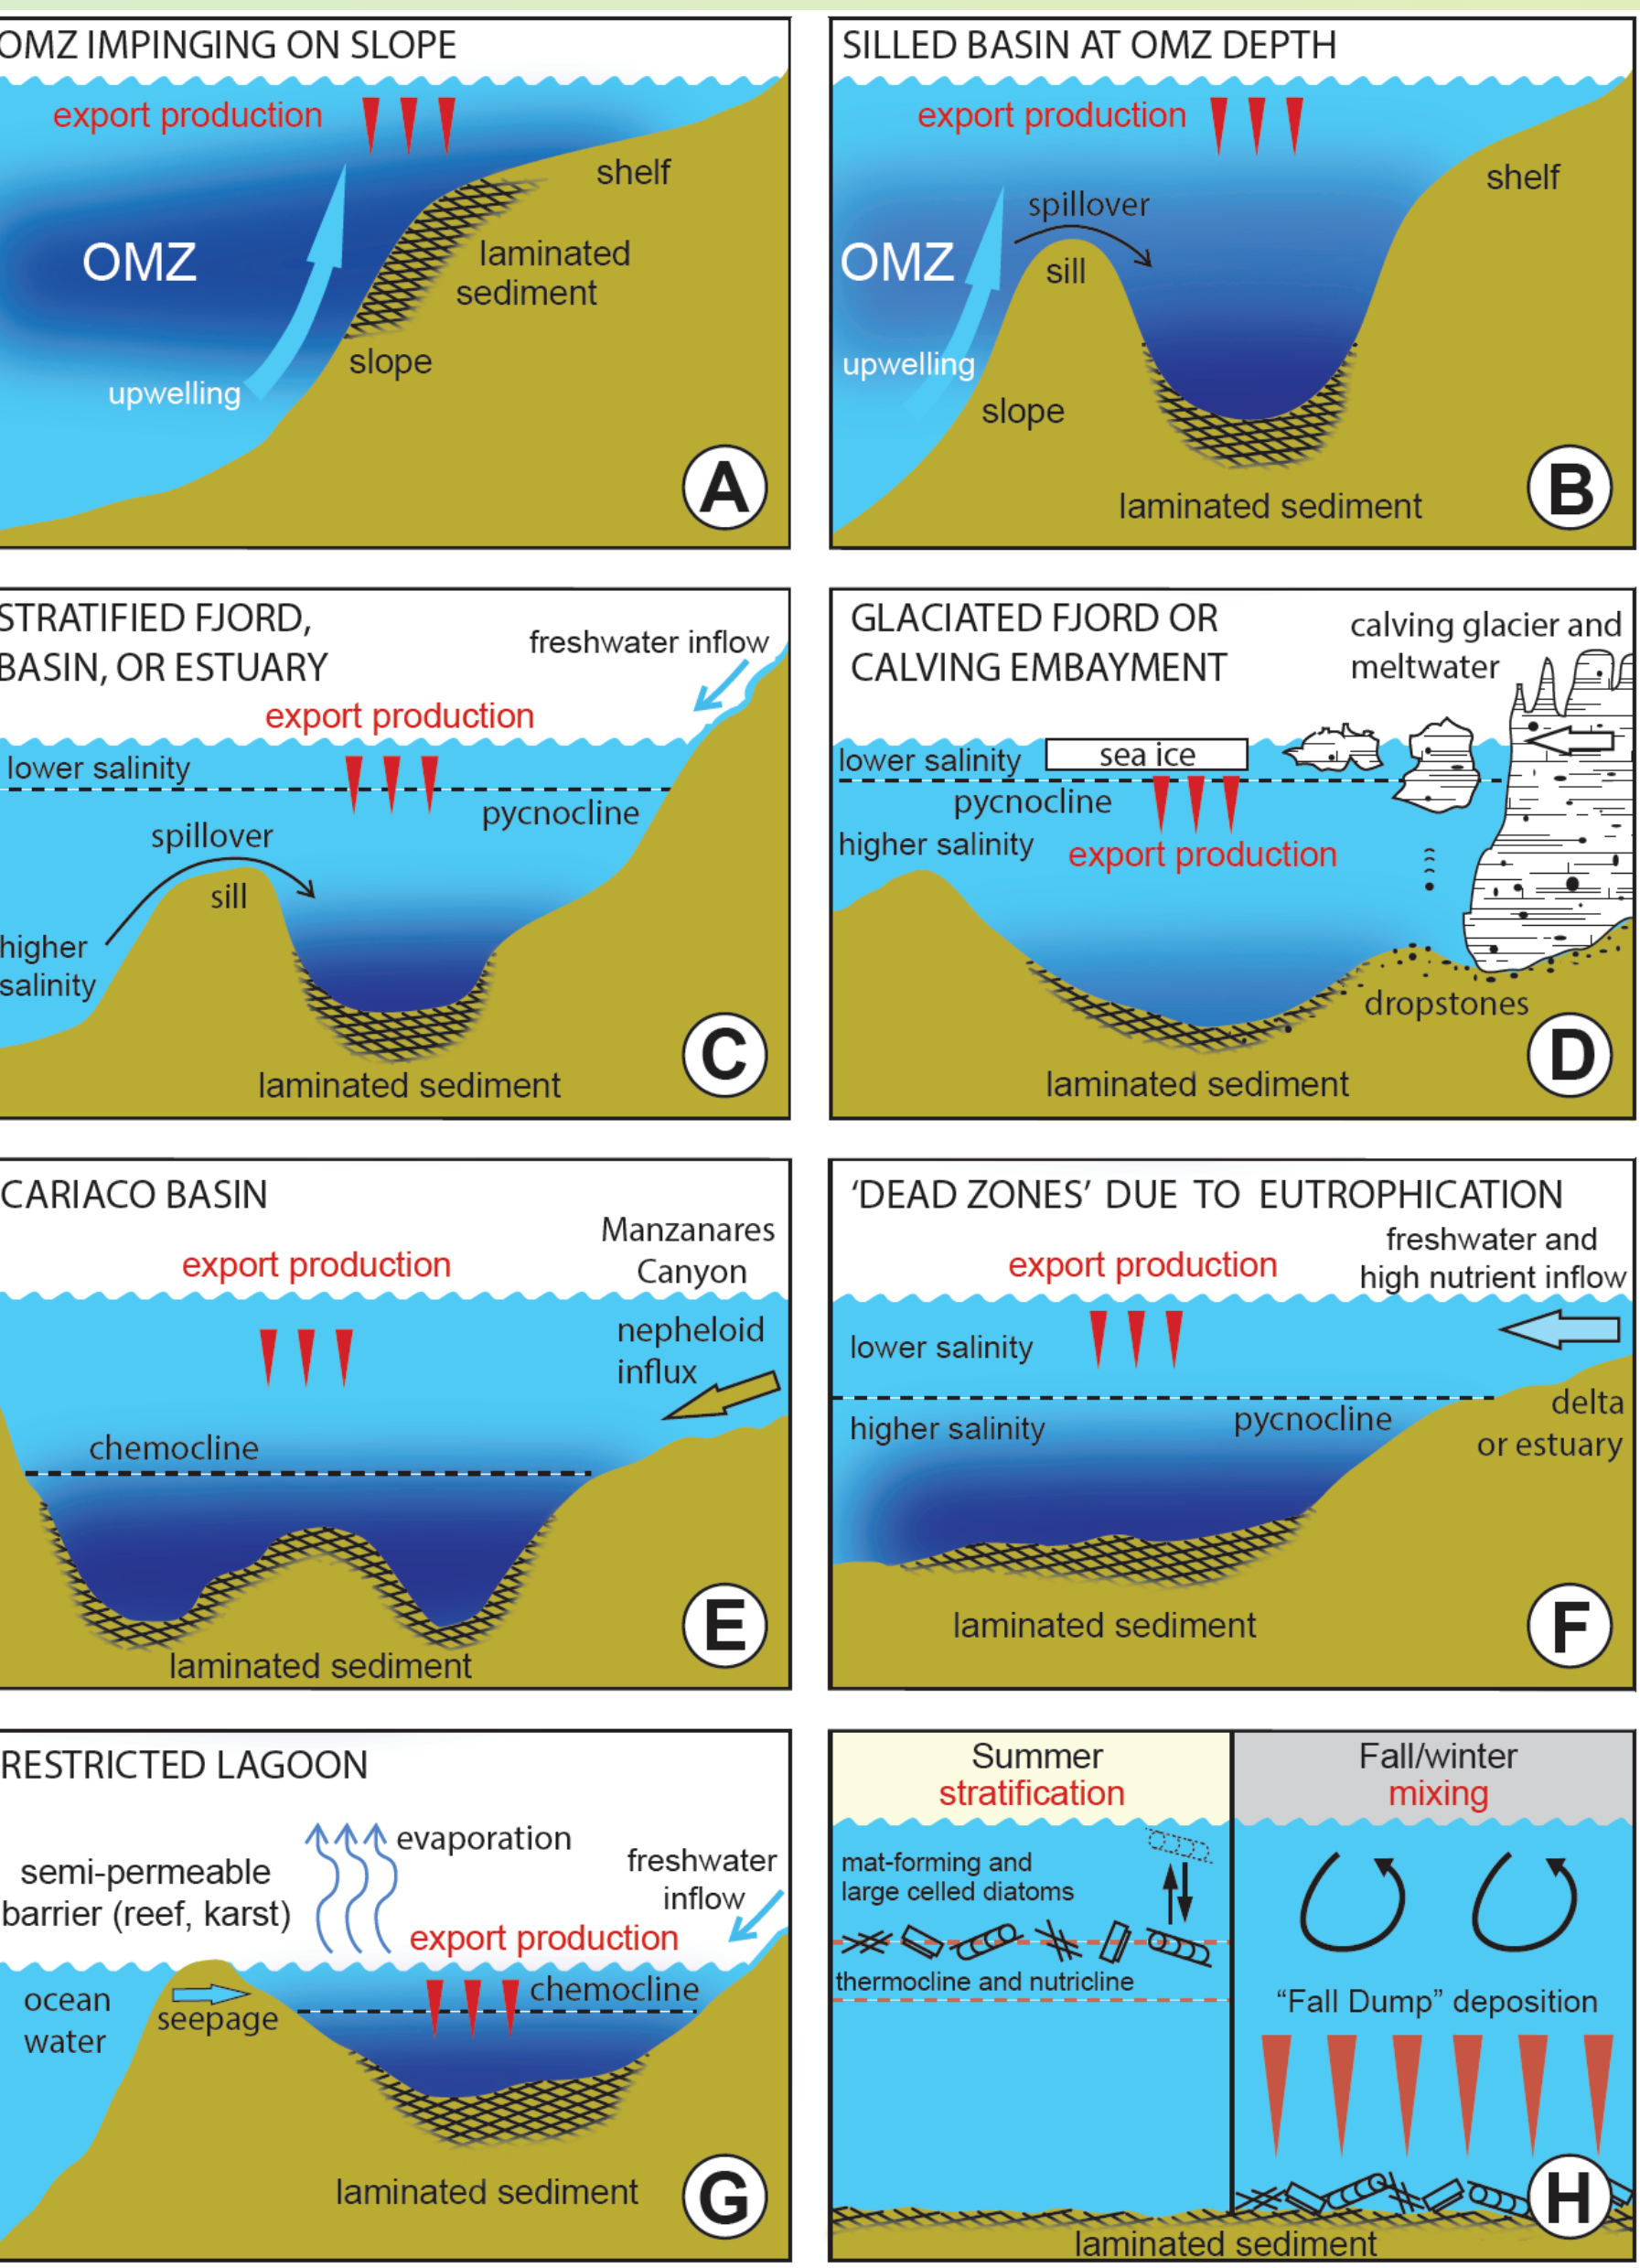 OMZ IMPINGING ON SLOPE
export production
shelf
OMZ
laminated
sediment
slope
upwelling
A
SILLED BASIN AT OMZ DEPTH
export production
shelf
spillover
OMZ
sill
upwelling
slope
laminated sediment
B
STRATIFIED FJORD,
BASIN, OR ESTUARY
freshwater inflow
export production
lower salinity
pycnocline
spillover
sill
higher
salinity
laminated sediment
C
GLACIATED FJORD OR
CALVING EMBAYMENT
calving glacier and
meltwater
lower salinity
sea ice
pycnocline
higher salinity
export production
dropstones
laminated sediment
D
CARIACO BASIN
Manzanares
Canyon
export production
nepheloid
influx
chemocline
laminated sediment
E
'DEAD ZONES' DUE TO EUTROPHICATION
freshwater and
high nutrient inflow
export production
lower salinity
higher salinity
pycnocline
delta
or estuary
laminated sediment
F
RESTRICTED LAGOON
evaporation
semi-permeable
barrier (reef, karst)
freshwater
inflow
export production
chemocline
ocean
water
seepage
laminated sediment
G
Summer
stratification
mat-forming and
large celled diatoms
thermocline and nutricline
Fall/winter
mixing
“Fall Dump” deposition
H
laminated sediment